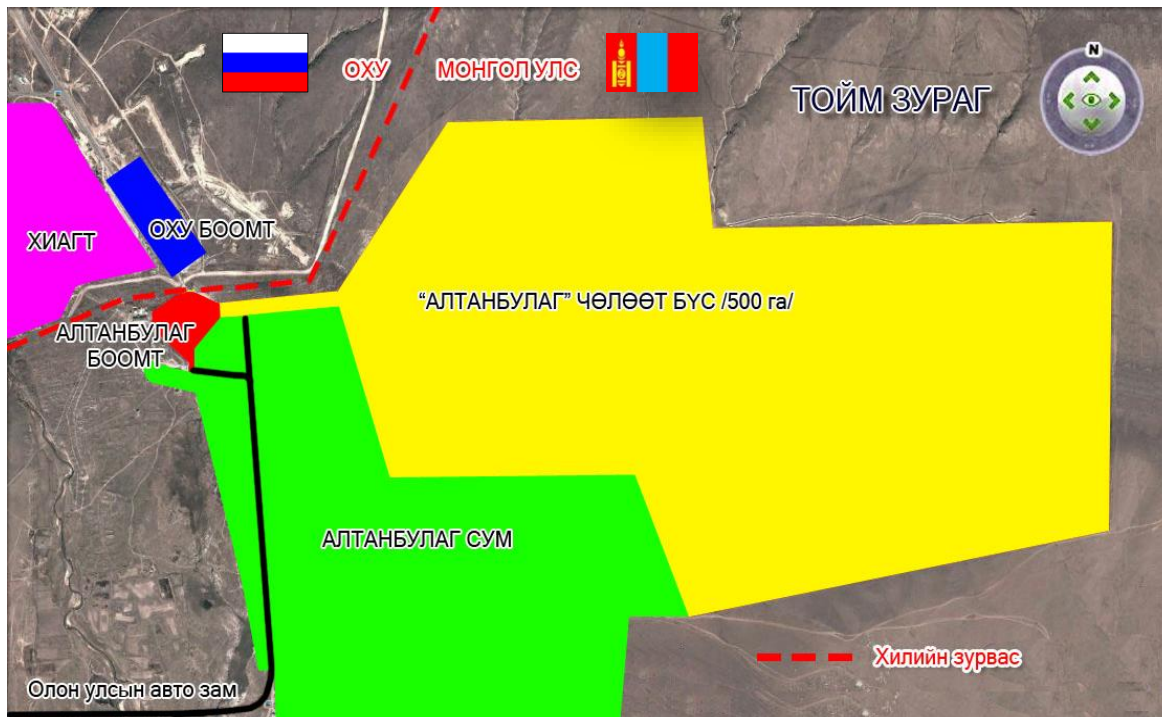 N
ОХУ МОНГОЛ УЛС
ТОЙМ ЗУРАГ
ХИАГТ
ОХУ БООМТ
“АЛТАНБУЛАГ” ЧӨЛӨӨТ БҮС /500 га/
АЛТАНБУЛАГ
БООМТ
АЛТАНБУЛАГ СУМ
Хилийн зурвас
Олон улсын авто зам